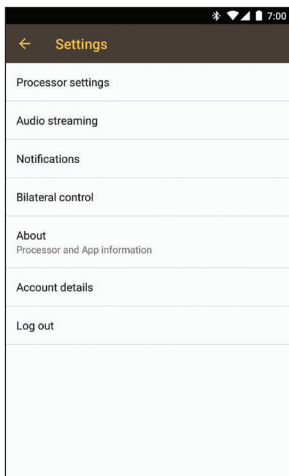 7:00
Settings
Processor settings
Audio streaming
Notifications
Bilateral control
About
Processor and App information
Account details
Log out